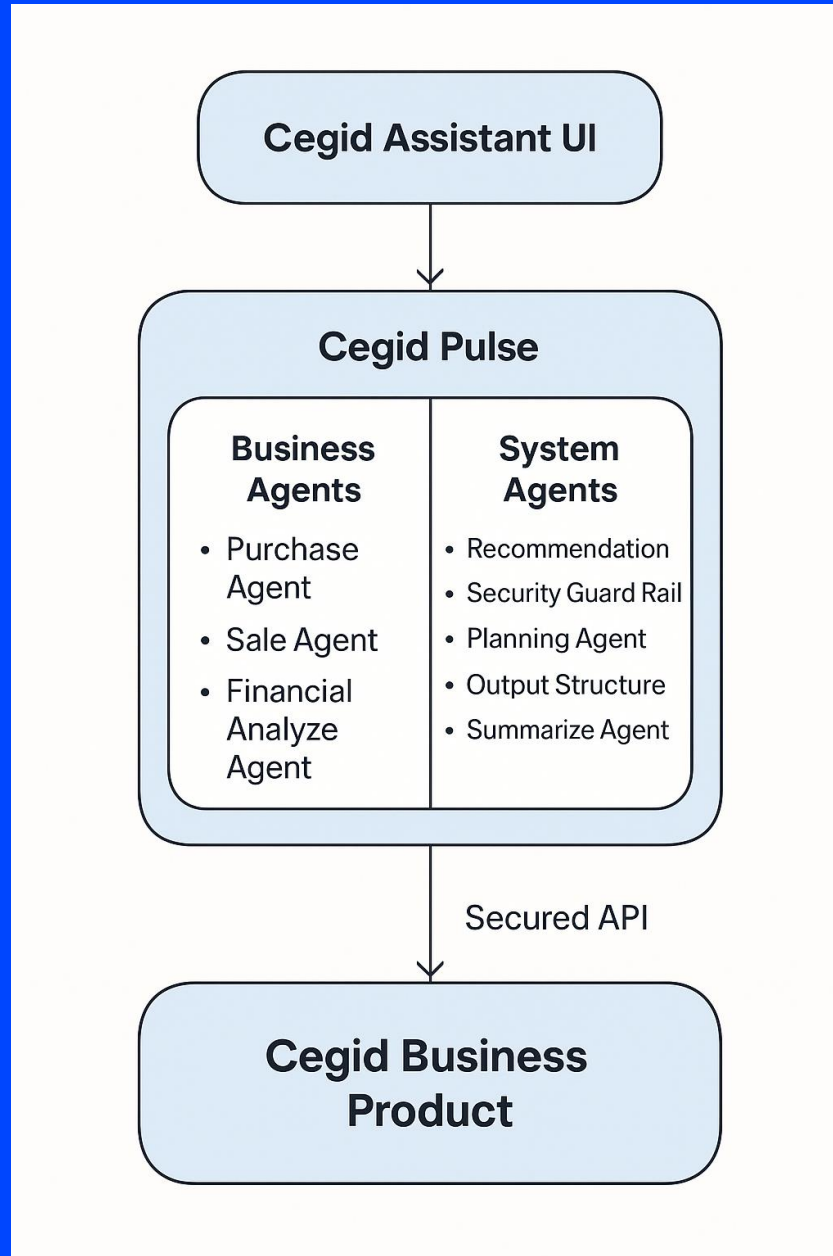 Cegid Assistant UI
Cegid Pulse
Business
Agents
• Purchase
Agent
• Sale Agent
• Financial
Analyze
Agent
System
Agents
• Recommendation
• Security Guard Rail
• Planning Agent
• Output Structure
• Summarize Agent
Secured API
Cegid Business
Product